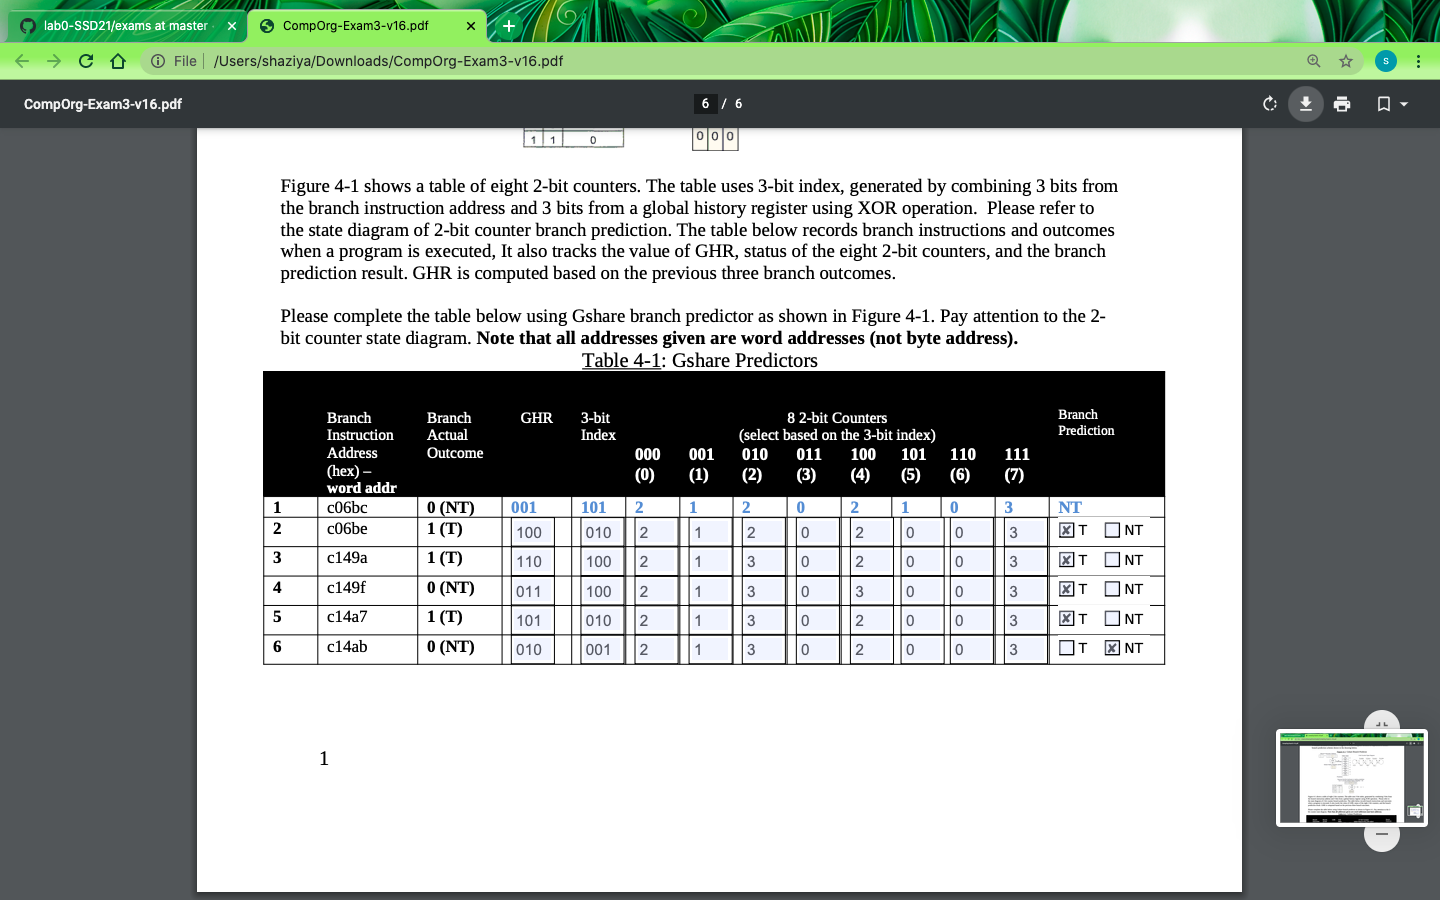 lab0-SSD21/exams at master
CompOrg-Exam3-v16.pdf
File /Users/shaziya/Downloads/CompOrg-Exam3-v16.pdf
S
CompOrg-Exam3-v16.pdf
6 / 6
1 1 0
0 0 0
Figure 4-1 shows a table of eight 2-bit counters. The table uses 3-bit index, generated by combining 3 bits from
the branch instruction address and 3 bits from a global history register using XOR operation. Please refer to
the state diagram of 2-bit counter branch prediction. The table below records branch instructions and outcomes
when a program is executed, It also tracks the value of GHR, status of the eight 2-bit counters, and the branch
prediction result. GHR is computed based on the previous three branch outcomes.
Please complete the table below using Gshare branch predictor as shown in Figure 4-1. Pay attention to the 2-
bit counter state diagram. Note that all addresses given are word addresses (not byte address).
Table 4-1: Gshare Predictors
Branch Instruction Address (hex) – word addr
Branch Actual Outcome
GHR
3-bit Index
8 2-bit Counters
(select based on the 3-bit index)
000 001 010 011 100 101 110 111
(0) (1) (2) (3) (4) (5) (6) (7)
Branch Prediction
1 c06bc 0 (NT) 001 101 2 1 2 0 2 1 0 3 NT
2 c06be 1 (T) 100 010 2 1 2 0 2 0 0 3 T NT
3 c149a 1 (T) 110 100 2 1 3 0 2 0 0 3 T NT
4 c149f 0 (NT) 011 100 2 1 3 0 3 0 0 3 T NT
5 c14a7 1 (T) 101 010 2 1 3 0 2 0 0 3 T NT
6 c14ab 0 (NT) 010 001 2 1 3 0 2 0 0 3 T NT
1